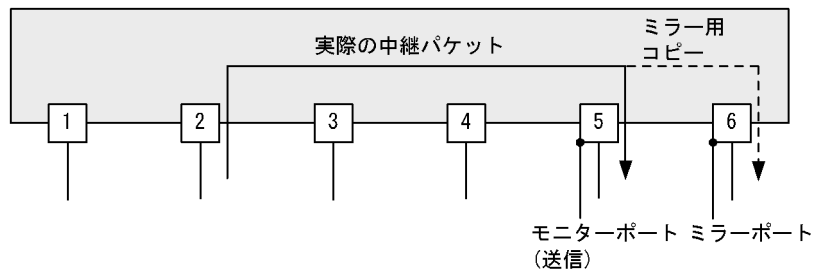 実際の中継パケット
ミラー用
コピー
1
2
3
4
5
6
モニターポート
(送信)
ミラーポート